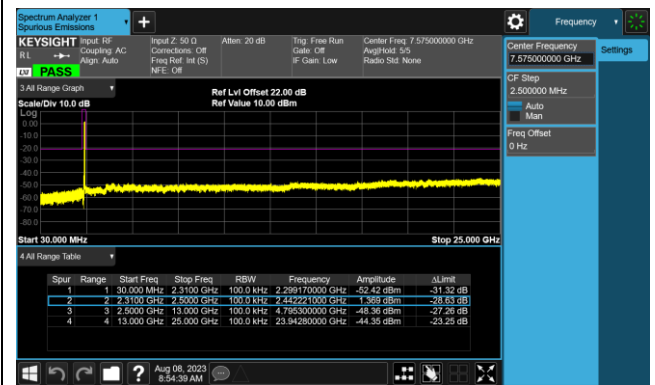 Spectrum Analyzer 1
Spurious Emissions
Frequency
KEYSIGHT
Input: RF
Coupling: AC
Align: Auto
Input Z: 50 Ω
Corrections: Off
Freq Ref: Int (S)
NFE: Off
Atten: 20 dB
Trig: Free Run
Gate: Off
IF Gain: Low
Center Freq: 7.575000000 GHz
Avg|Hold: 5/5
Radio Std: None
RL
LXI PASS
Center Frequency
7.575000000 GHz
Settings
CF Step
2.500000 MHz
Auto
Man
Freq Offset
0 Hz
3 All Range Graph
Scale/Div 10.0 dB
Ref Lvl Offset 22.00 dB
Ref Value 10.00 dBm
Log
0.00
-10.0
-20.0
-30.0
-40.0
-50.0
-60.0
-70.0
-80.0
Start 30.000 MHz
Stop 25.000 GHz
4 All Range Table
Spur Range Start Freq Stop Freq RBW Frequency Amplitude ΔLimit
1 1 30.000 MHz 2.3100 GHz 100.0 kHz 2.299170000 GHz -52.42 dBm -31.32 dB
2 2 2.3100 GHz 2.5000 GHz 100.0 kHz 2.442221000 GHz 1.369 dBm -28.63 dB
3 3 2.5000 GHz 13.000 GHz 100.0 kHz 4.795300000 GHz -48.36 dBm -27.26 dB
4 4 13.000 GHz 25.000 GHz 100.0 kHz 23.94280000 GHz -44.35 dBm -23.25 dB
Aug 08, 2023
8:54:39 AM